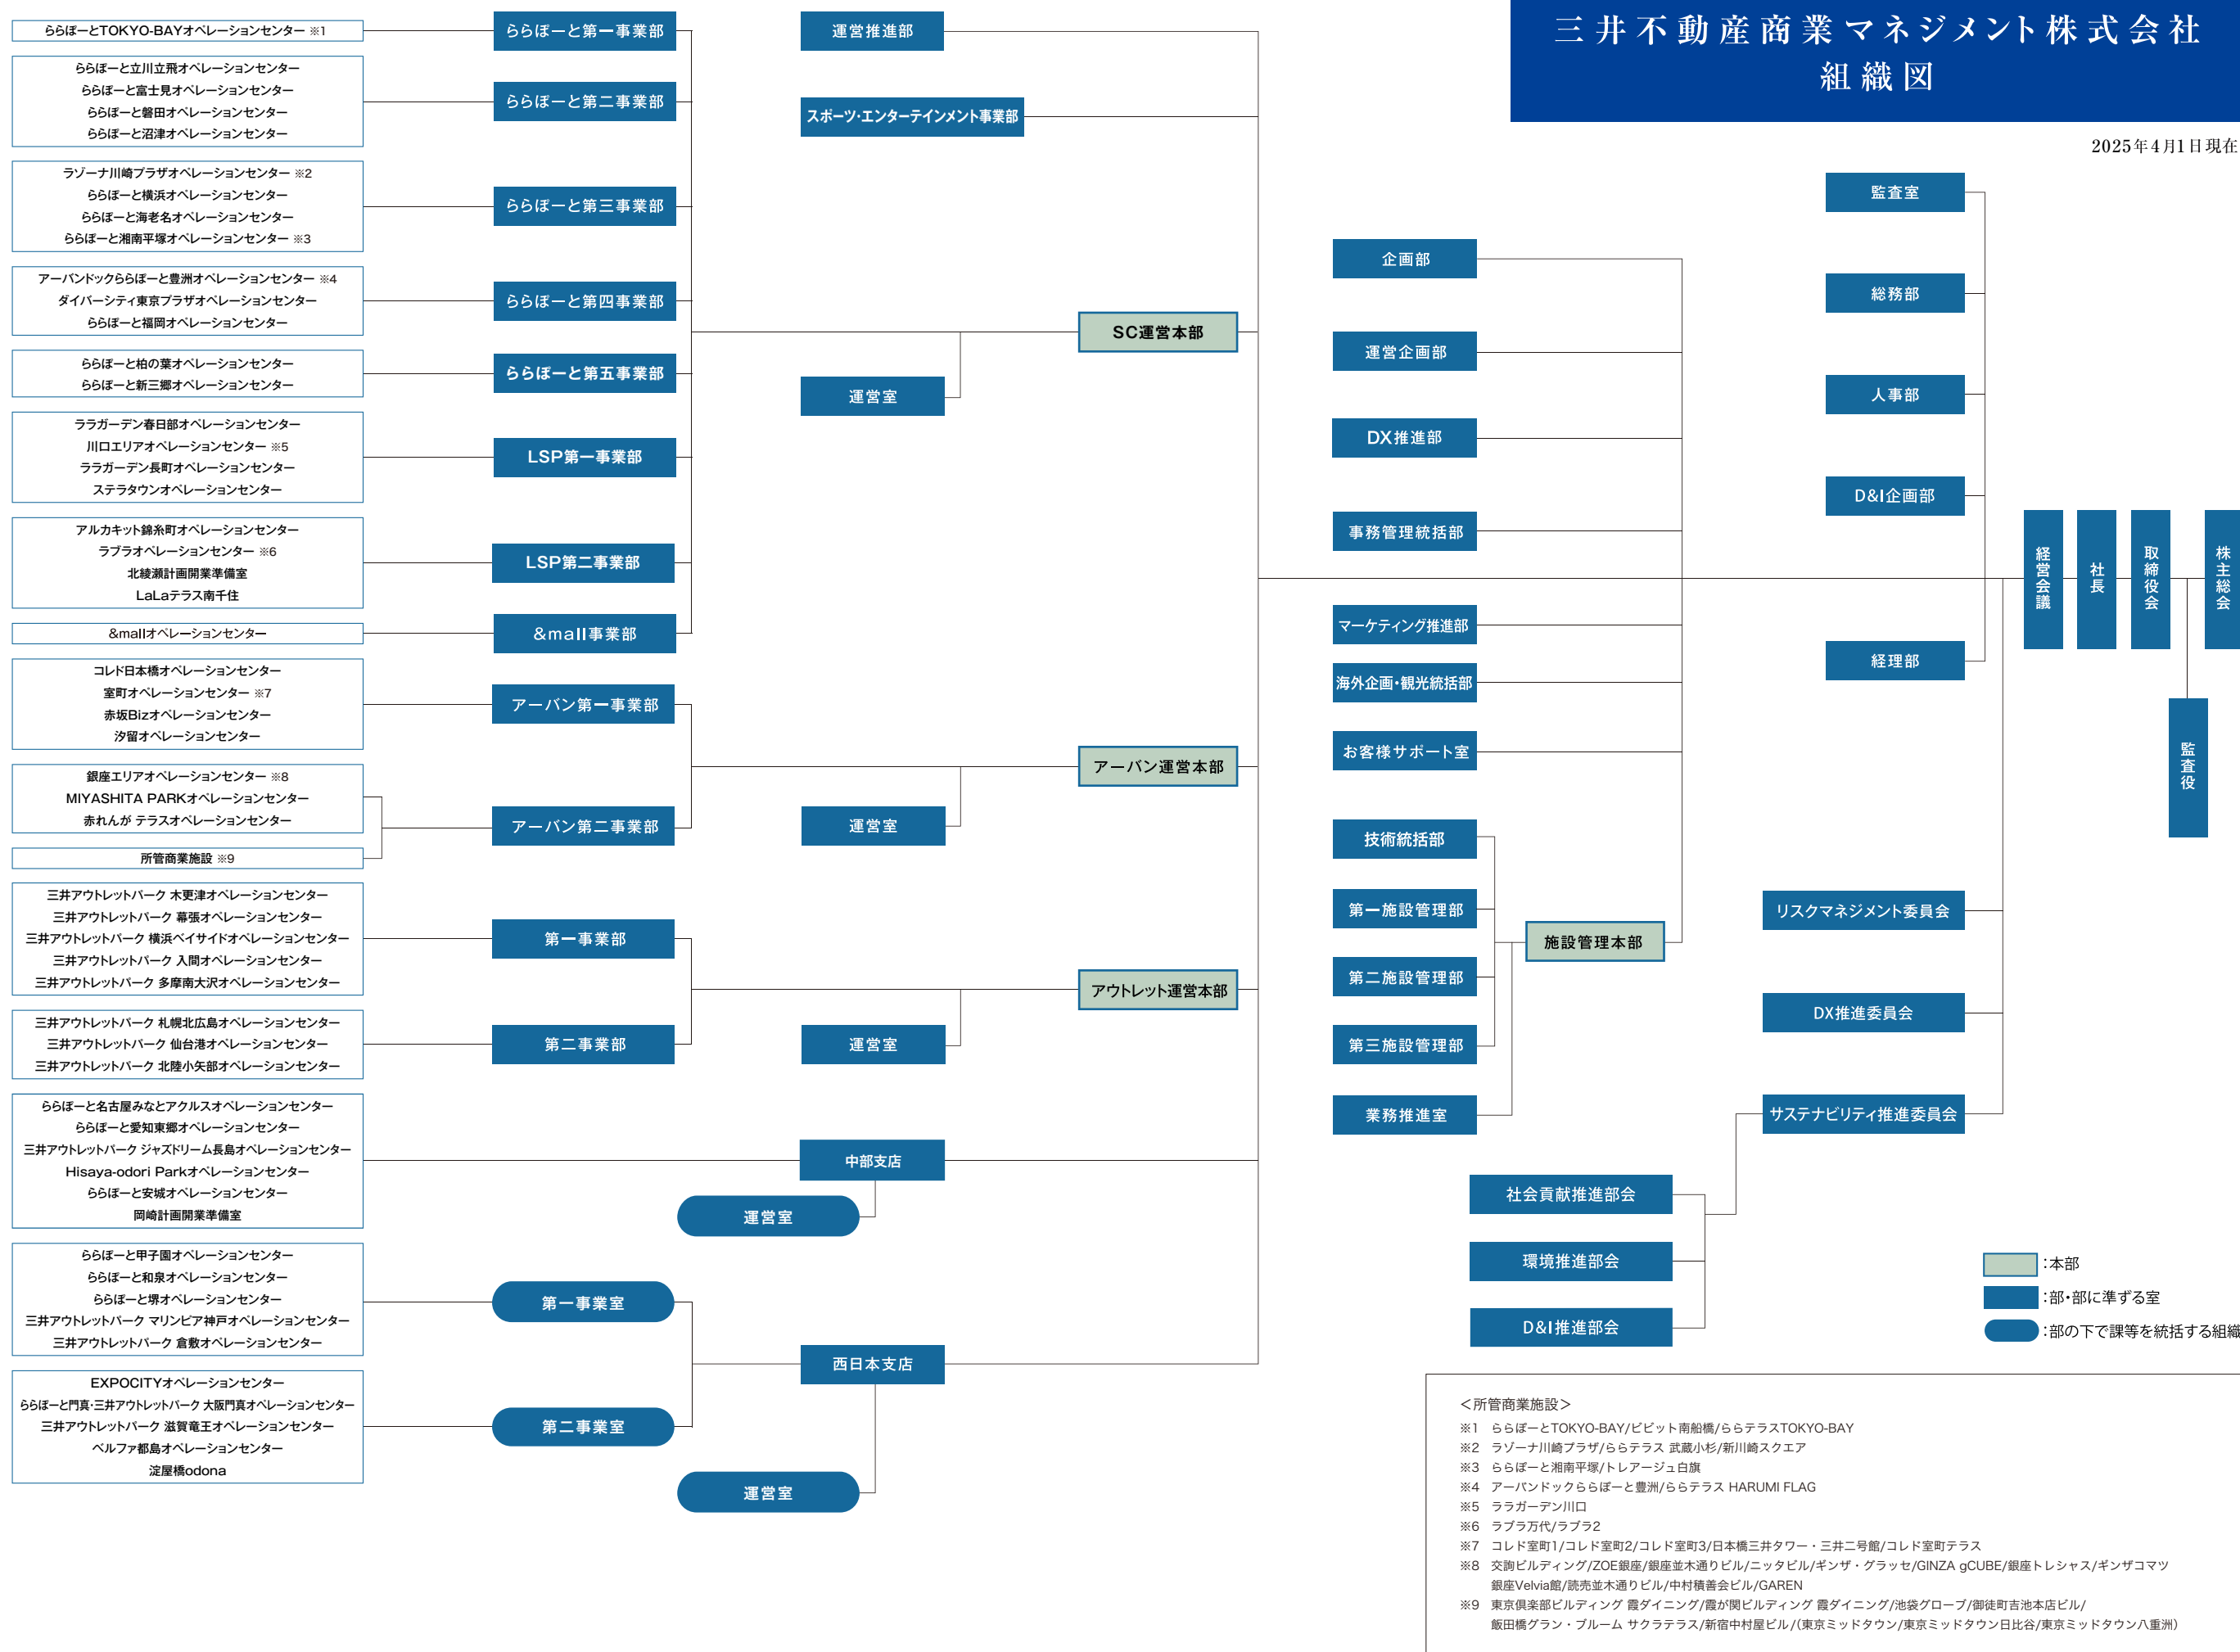 三井不動産商業マネジメント株式会社
組織図
2025年4月1日現在
株主総会
取締役会
監査役
社長
経営会議
監査室
総務部
人事部
D&I企画部
経理部
リスクマネジメント委員会
DX推進委員会
サステナビリティ推進委員会
社会貢献推進部会
環境推進部会
D&I推進部会
企画部
運営企画部
DX推進部
事務管理統括部
マーケティング推進部
海外企画・観光統括部
お客様サポート室
施設管理本部
技術統括部
第一施設管理部
第二施設管理部
第三施設管理部
業務推進室
運営推進部
スポーツ・エンターテインメント事業部
SC運営本部
運営室
ららぽーと第一事業部
ららぽーとTOKYO-BAYオペレーションセンター ※1
ららぽーと第二事業部
ららぽーと立川立飛オペレーションセンター
ららぽーと富士見オペレーションセンター
ららぽーと磐田オペレーションセンター
ららぽーと沼津オペレーションセンター
ららぽーと第三事業部
ラゾーナ川崎プラザオペレーションセンター ※2
ららぽーと横浜オペレーションセンター
ららぽーと海老名オペレーションセンター
ららぽーと湘南平塚オペレーションセンター ※3
ららぽーと第四事業部
アーバンドックららぽーと豊洲オペレーションセンター ※4
ダイバーシティ東京プラザオペレーションセンター
ららぽーと福岡オペレーションセンター
ららぽーと第五事業部
ららぽーと柏の葉オペレーションセンター
ららぽーと新三郷オペレーションセンター
LSP第一事業部
ララガーデン春日部オペレーションセンター
川口エリアオペレーションセンター ※5
ララガーデン長町オペレーションセンター
ステラタウンオペレーションセンター
LSP第二事業部
アルカキット錦糸町オペレーションセンター
ラブラオペレーションセンター ※6
北綾瀬計画開業準備室
LaLaテラス南千住
&mall事業部
&mallオペレーションセンター
アーバン運営本部
運営室
アーバン第一事業部
コレド日本橋オペレーションセンター
室町オペレーションセンター ※7
赤坂Bizオペレーションセンター
汐留オペレーションセンター
アーバン第二事業部
銀座エリアオペレーションセンター ※8
MIYASHITA PARKオペレーションセンター
赤れんが テラスオペレーションセンター
所管商業施設 ※9
アウトレット運営本部
運営室
第一事業部
三井アウトレットパーク 木更津オペレーションセンター
三井アウトレットパーク 幕張オペレーションセンター
三井アウトレットパーク 横浜ベイサイドオペレーションセンター
三井アウトレットパーク 入間オペレーションセンター
三井アウトレットパーク 多摩南大沢オペレーションセンター
第二事業部
三井アウトレットパーク 札幌北広島オペレーションセンター
三井アウトレットパーク 仙台港オペレーションセンター
三井アウトレットパーク 北陸小矢部オペレーションセンター
中部支店
運営室
ららぽーと名古屋みなとアクルスオペレーションセンター
ららぽーと愛知東郷オペレーションセンター
三井アウトレットパーク ジャズドリーム長島オペレーションセンター
Hisaya-odori Parkオペレーションセンター
ららぽーと安城オペレーションセンター
岡崎計画開業準備室
西日本支店
運営室
第一事業室
ららぽーと甲子園オペレーションセンター
ららぽーと和泉オペレーションセンター
ららぽーと堺オペレーションセンター
三井アウトレットパーク マリンピア神戸オペレーションセンター
三井アウトレットパーク 倉敷オペレーションセンター
第二事業室
EXPOCITYオペレーションセンター
ららぽーと門真・三井アウトレットパーク 大阪門真オペレーションセンター
三井アウトレットパーク 滋賀竜王オペレーションセンター
ベルファ都島オペレーションセンター
淀屋橋odona
:本部
:部・部に準ずる室
:部の下で課等を統括する組織
＜所管商業施設＞
※1 ららぽーとTOKYO-BAY/ビビット南船橋/ららテラスTOKYO-BAY
※2 ラゾーナ川崎プラザ/ららテラス 武蔵小杉/新川崎スクエア
※3 ららぽーと湘南平塚/トレアージュ白旗
※4 アーバンドックららぽーと豊洲/ららテラス HARUMI FLAG
※5 ララガーデン川口
※6 ラブラ万代/ラブラ2
※7 コレド室町1/コレド室町2/コレド室町3/日本橋三井タワー・三井二号館/コレド室町テラス
※8 交詢ビルディング/ZOE銀座/銀座並木通りビル/ニッタビル/ギンザ・グラッセ/GINZA gCUBE/銀座トレシャス/ギンザコマツ
銀座Velvia館/読売並木通りビル/中村積善会ビル/GAREN
※9 東京倶楽部ビルディング 霞ダイニング/霞が関ビルディング 霞ダイニング/池袋グローブ/御徒町吉池本店ビル/
飯田橋グラン・ブルーム サクラテラス/新宿中村屋ビル/(東京ミッドタウン/東京ミッドタウン日比谷/東京ミッドタウン八重洲)